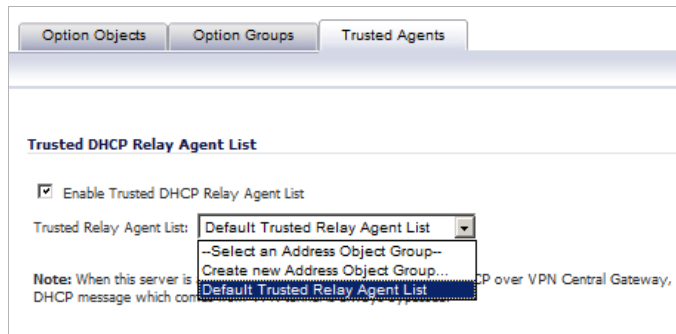 Option Objects Option Groups Trusted Agents
Trusted DHCP Relay Agent List
Enable Trusted DHCP Relay Agent List
Trusted Relay Agent List: Default Trusted Relay Agent List
--Select an Address Object Group--
Create new Address Object Group...
Note: When this server is CP over VPN Central Gateway,
Default Trusted Relay Agent List
DHCP message which